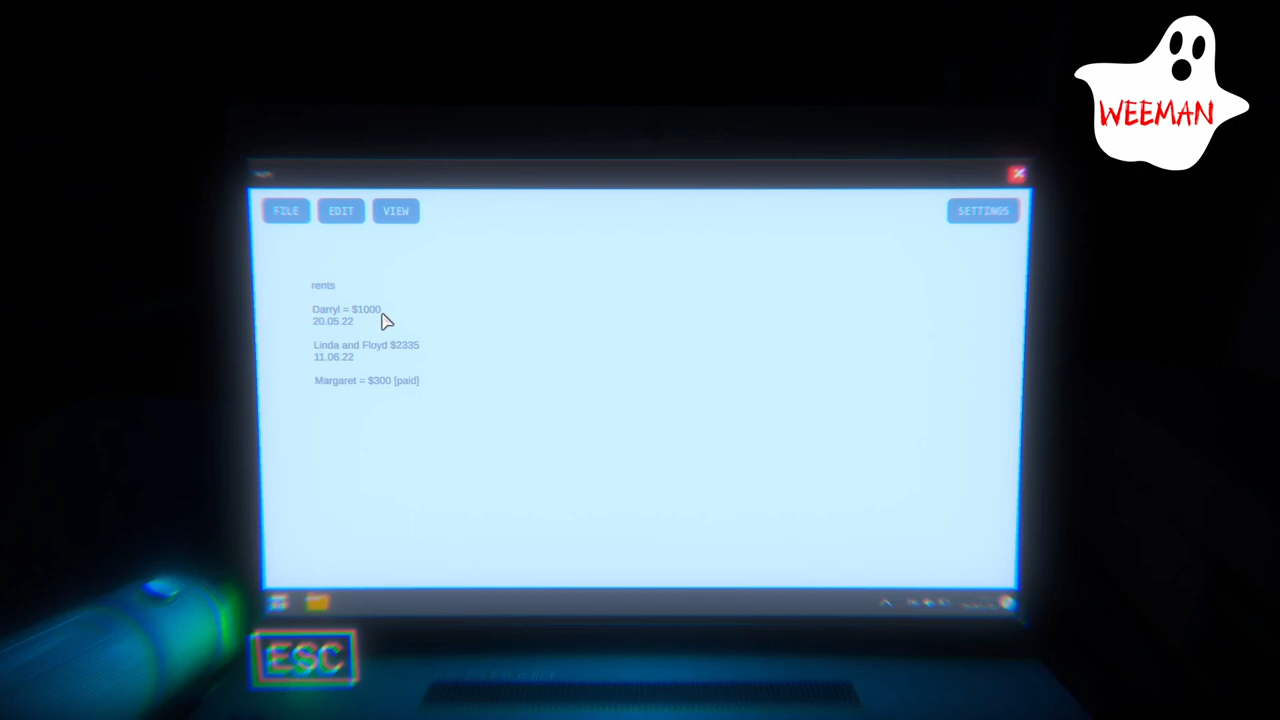 WEEMAN
FILE EDIT VIEW SETTINGS
rents
Darryl = $1000
20.05.22
Linda and Floyd $2335
11.06.22
Margaret = $300 [paid]
ESC